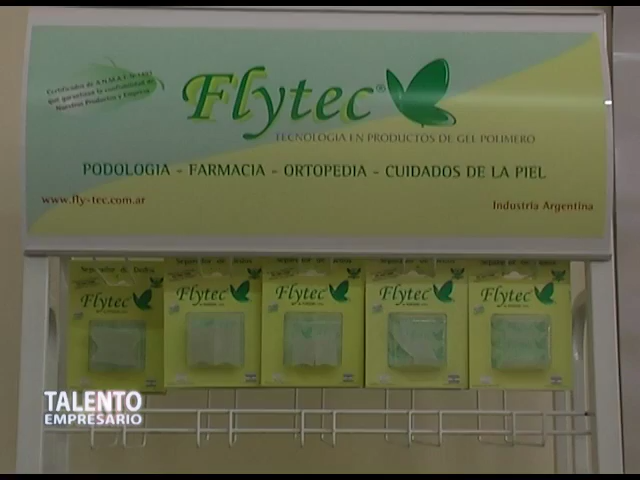 Flytec®
TECNOLOGIA EN PRODUCTOS DE GEL POLIMERO
PODOLOGIA - FARMACIA - ORTOPEDIA - CUIDADOS DE LA PIEL
www.fly-tec.com.ar
Industria Argentina
Flytec
Flytec
Flytec
Flytec
Flytec
TALENTO
EMPRESARIO